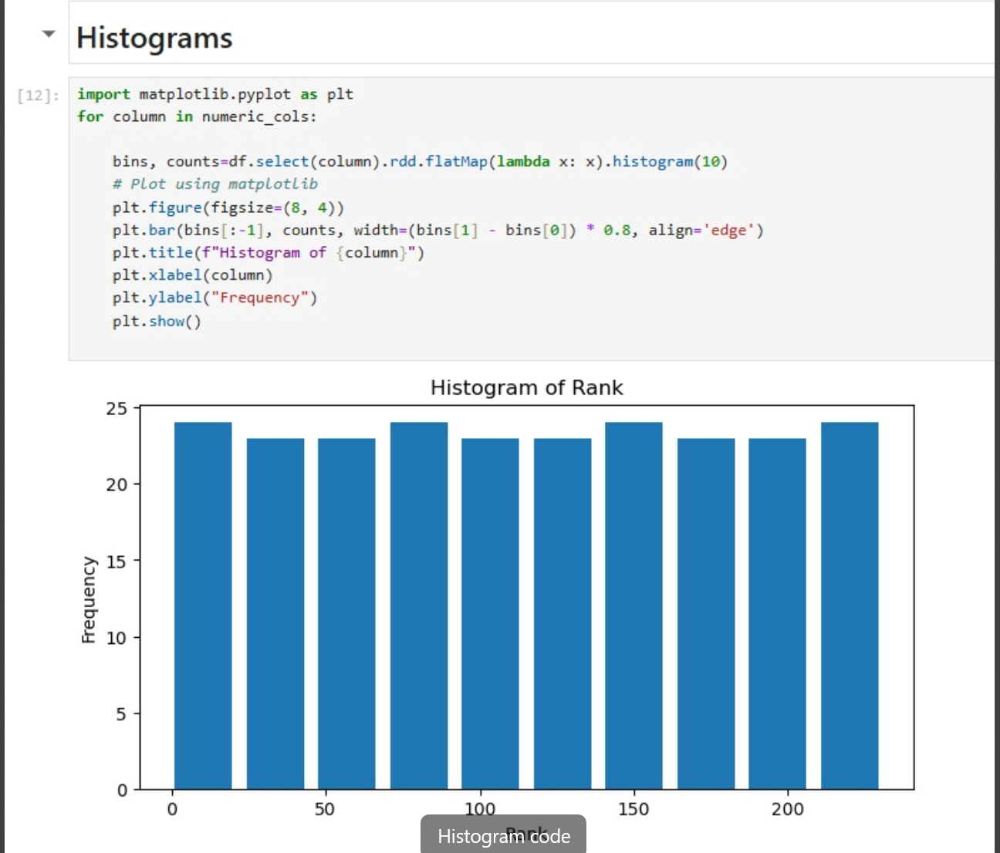 Histograms
[12]:
import matplotlib.pyplot as plt
for column in numeric_cols:
bins, counts=df.select(column).rdd.flatMap(lambda x: x).histogram(10)
# Plot using matplotlib
plt.figure(figsize=(8, 4))
plt.bar(bins[:-1], counts, width=(bins[1] - bins[0]) * 0.8, align='edge')
plt.title(f"Histogram of {column}")
plt.xlabel(column)
plt.ylabel("Frequency")
plt.show()
Histogram of Rank
25
20
15
10
5
0
Frequency
0 50 100 150 200
Rank
Histogram code